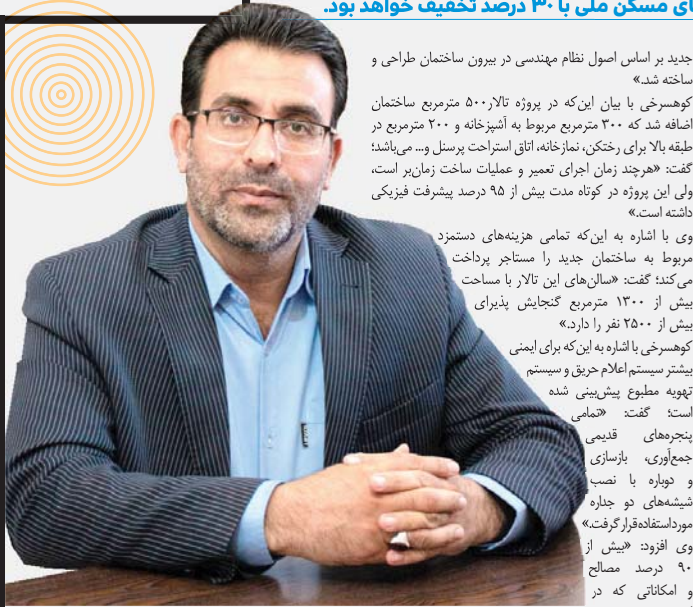 ای مسکن ملی با ۳۰ درصد تخفیف خواهد بود.
جدید بر اساس اصول نظام مهندسی در بیرون ساختمان طراحی و
ساخته شد.»
کوهسرخی با بیان این‌که در پروژه تالار ۵۰۰ مترمربع ساختمان
اضافه شد که ۳۰۰ مترمربع مربوط به آشپزخانه و ۲۰۰ مترمربع در
طبقه بالا برای رختکن، نمازخانه، اتاق استراحت پرسنل و... می‌باشد؛
گفت: «هرچند زمان اجرای تعمیر و عملیات ساخت زمان‌بر است،
ولی این پروژه در کوتاه مدت بیش از ۹۵ درصد پیشرفت فیزیکی
داشته است.»
وی با اشاره به این‌که تمامی هزینه‌های دستمزد
مربوط به ساختمان جدید را مستاجر پرداخت
می‌کند؛ گفت: «سالن‌های این تالار با مساحت
بیش از ۱۳۰۰ مترمربع گنجایش پذیرای
بیش از ۲۵۰۰ نفر را دارد.»
کوهسرخی با اشاره به این‌که برای ایمنی
بیشتر سیستم اعلام حریق و سیستم
تهویه مطبوع پیش‌بینی شده
است؛ گفت: «تمامی
پنجره‌های قدیمی
جمع‌آوری، بازسازی
و دوباره با نصب
شیشه‌های دو جداره
مورداستفاده‌قرارگرفت.»
وی افزود: «بیش از
۹۰ درصد مصالح
و امکاناتی که در